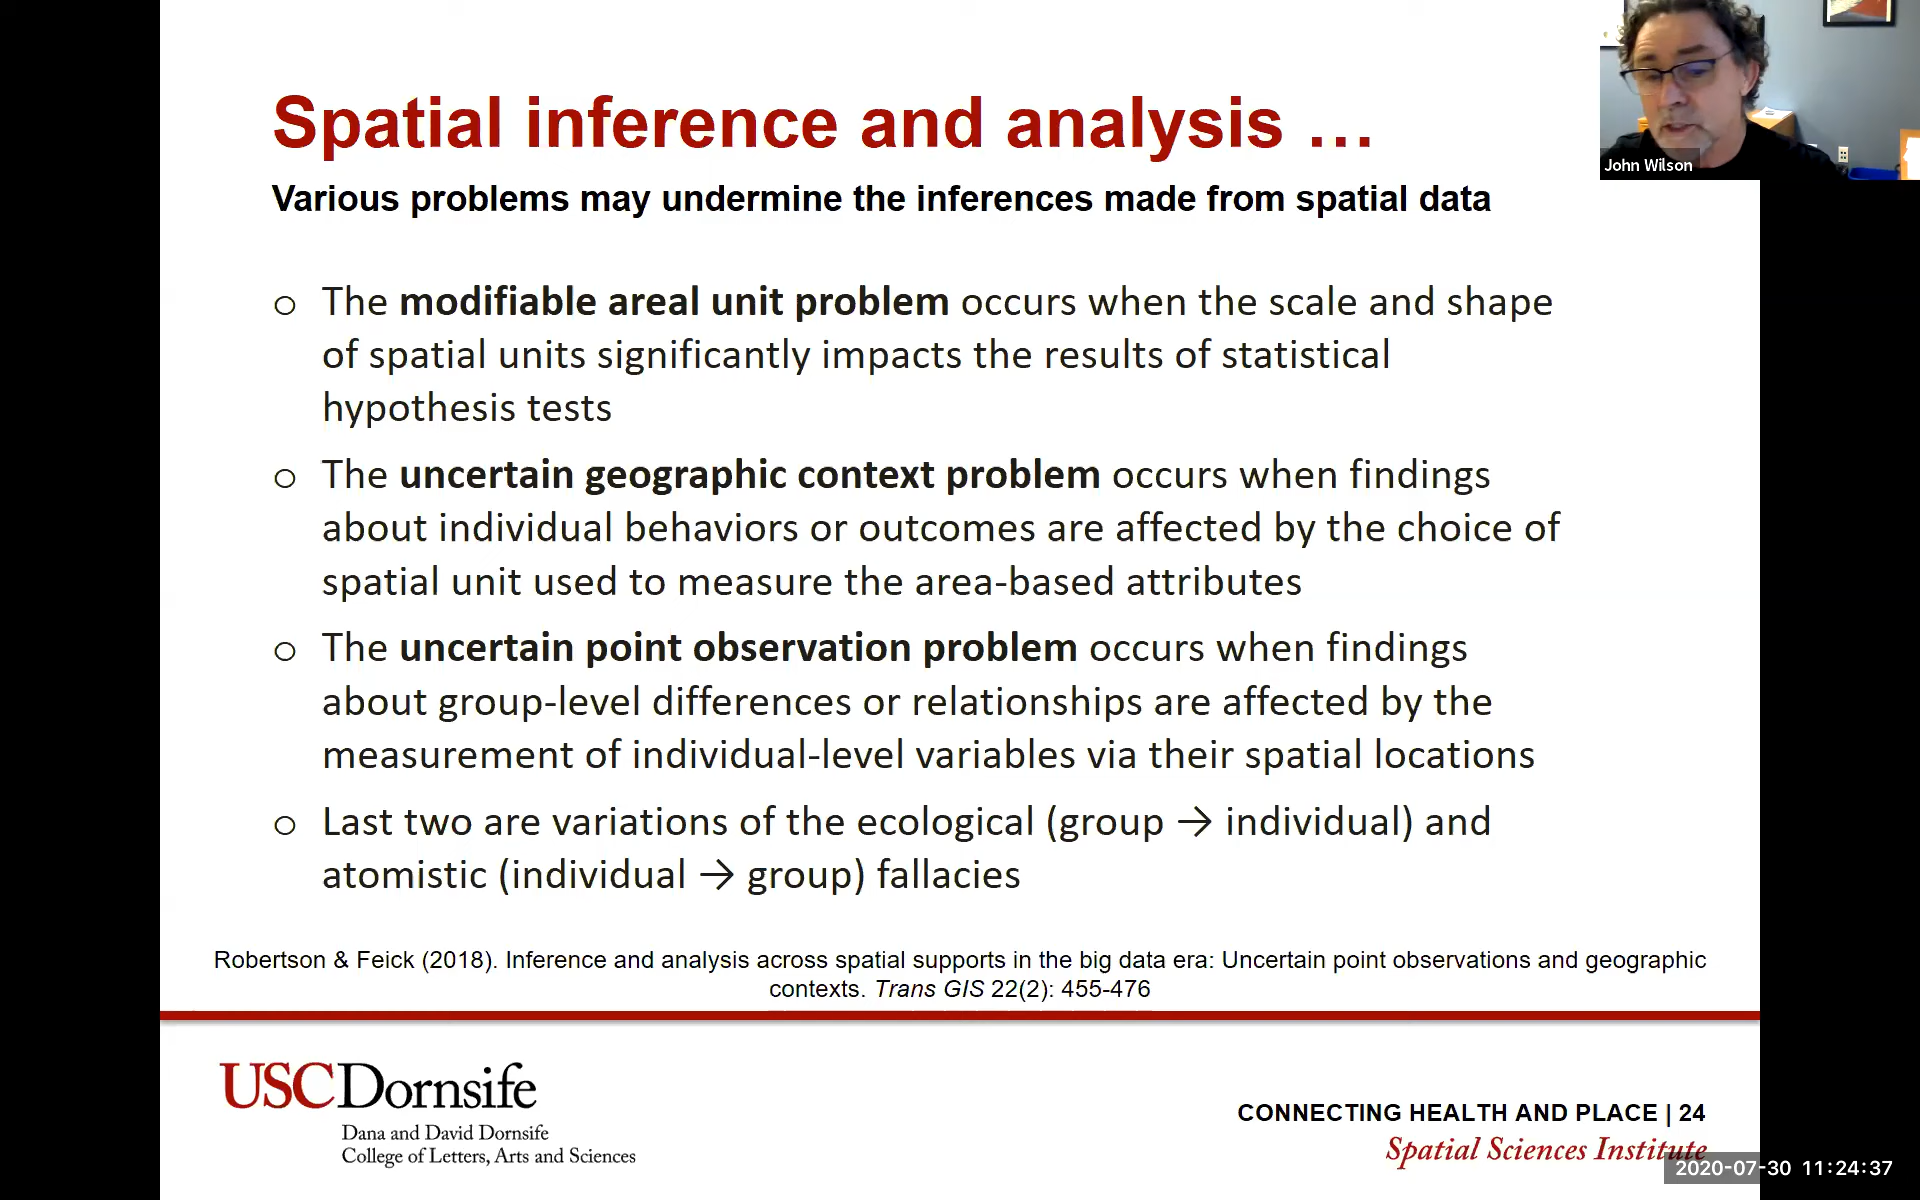 Spatial inference and analysis …
John Wilson
Various problems may undermine the inferences made from spatial data
○ The modifiable areal unit problem occurs when the scale and shape
of spatial units significantly impacts the results of statistical
hypothesis tests
○ The uncertain geographic context problem occurs when findings
about individual behaviors or outcomes are affected by the choice of
spatial unit used to measure the area-based attributes
○ The uncertain point observation problem occurs when findings
about group-level differences or relationships are affected by the
measurement of individual-level variables via their spatial locations
○ Last two are variations of the ecological (group → individual) and
atomistic (individual → group) fallacies
Robertson & Feick (2018). Inference and analysis across spatial supports in the big data era: Uncertain point observations and geographic
contexts. Trans GIS 22(2): 455-476
USCDornsife
Dana and David Dornsife
College of Letters, Arts and Sciences
CONNECTING HEALTH AND PLACE | 24
Spatial Sciences Institute
2020-07-30 11:24:37